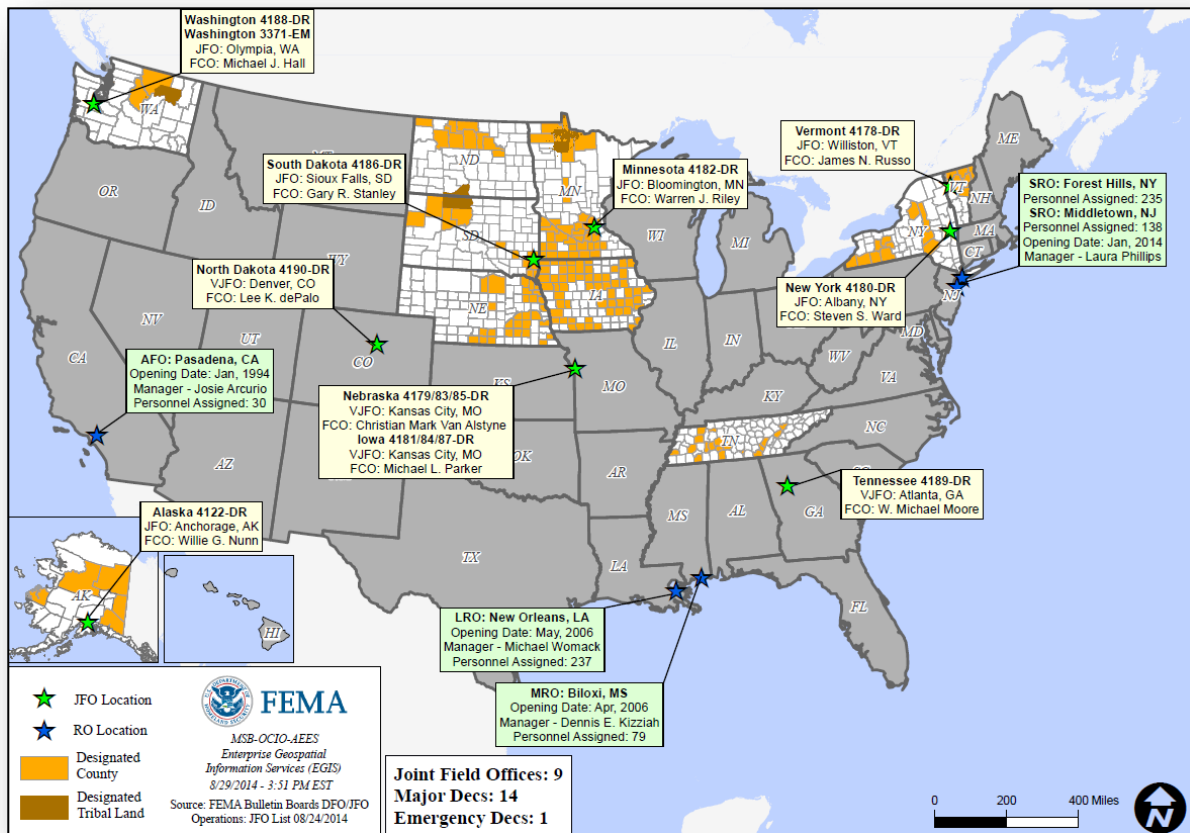 Washington 4188-DR
Washington 3371-EM
JFO: Olympia, WA
FCO: Michael J. Hall
South Dakota 4186-DR
JFO: Sioux Falls, SD
FCO: Gary R. Stanley
Minnesota 4182-DR
JFO: Bloomington, MN
FCO: Warren J. Riley
Vermont 4178-DR
JFO: Williston, VT
FCO: James N. Russo
SRO: Forest Hills, NY
Personnel Assigned: 235
SRO: Middletown, NJ
Personnel Assigned: 138
Opening Date: Jan, 2014
Manager - Laura Phillips
North Dakota 4190-DR
VJFO: Denver, CO
FCO: Lee K. dePalo
New York 4180-DR
JFO: Albany, NY
FCO: Steven S. Ward
AFO: Pasadena, CA
Opening Date: Jan, 1994
Manager - Josie Arcurio
Personnel Assigned: 30
Nebraska 4179/83/85-DR
VJFO: Kansas City, MO
FCO: Christian Mark Van Alstyne
Iowa 4181/84/87-DR
VJFO: Kansas City, MO
FCO: Michael L. Parker
Tennessee 4189-DR
VJFO: Atlanta, GA
FCO: W. Michael Moore
Alaska 4122-DR
JFO: Anchorage, AK
FCO: Willie G. Nunn
LRO: New Orleans, LA
Opening Date: May, 2006
Manager - Michael Womack
Personnel Assigned: 237
MRO: Biloxi, MS
Opening Date: Apr, 2006
Manager - Dennis E. Kizziah
Personnel Assigned: 79
WA
OR
ID
ND
MN
SD
WI
MI
NY
VT
NH
ME
MA
CT
NJ
NE
IA
NV
UT
CA
CO
IL
IN
MD
WV
VA
MO
KY
AZ
OK
AR
TN
NC
MS
AL
GA
TX
LA
FL
AK
HI
JFO Location
RO Location
Designated
County
Designated
Tribal Land
FEMA
MSB-OCIO-AEES
Enterprise Geospatial
Information Services (EGIS)
8/29/2014 - 3:51 PM EST
Source: FEMA Bulletin Boards DFO/JFO
Operations: JFO List 08/24/2014
Joint Field Offices: 9
Major Decs: 14
Emergency Decs: 1
0 200 400 Miles
N